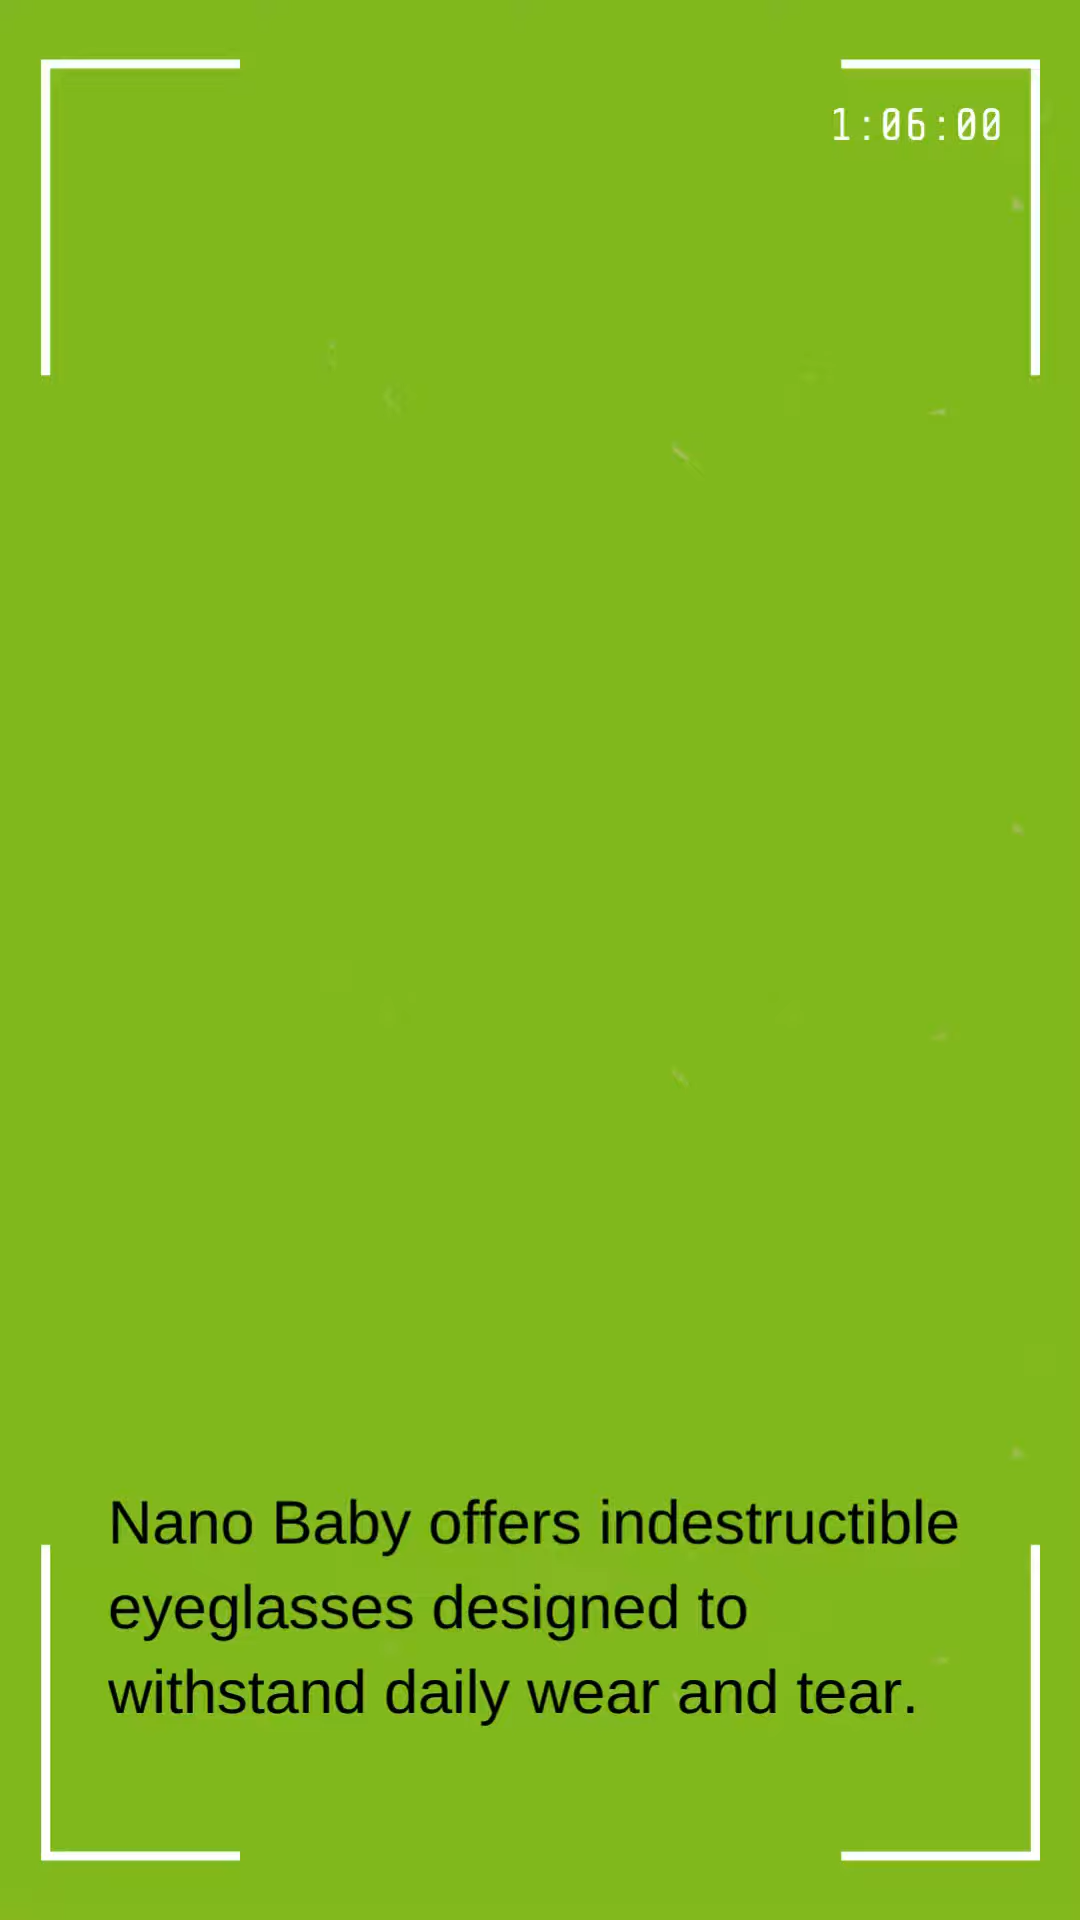 1:06:00
Nano Baby offers indestructible
eyeglasses designed to
withstand daily wear and tear.